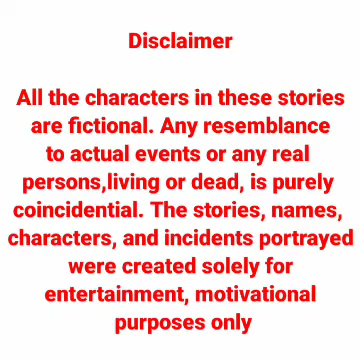 Disclaimer
All the characters in these stories
are fictional. Any resemblance
to actual events or any real
persons,living or dead, is purely
coincidential. The stories, names,
characters, and incidents portrayed
were created solely for
entertainment, motivational
purposes only